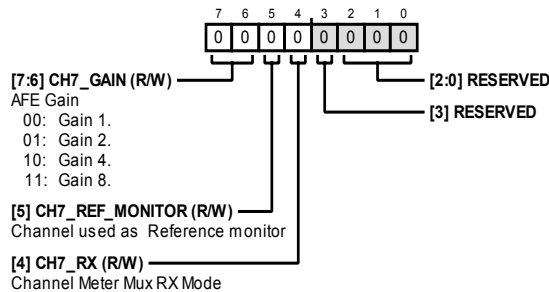 7 6 5 4 3 2 1 0
0 0 0 0 0 0 0 0
[7:6] CH7_GAIN (R/W)
AFE Gain
00: Gain 1.
01: Gain 2.
10: Gain 4.
11: Gain 8.
[5] CH7_REF_MONITOR (R/W)
Channel used as Reference monitor
[4] CH7_RX (R/W)
Channel Meter Mux RX Mode
[2:0] RESERVED
[3] RESERVED